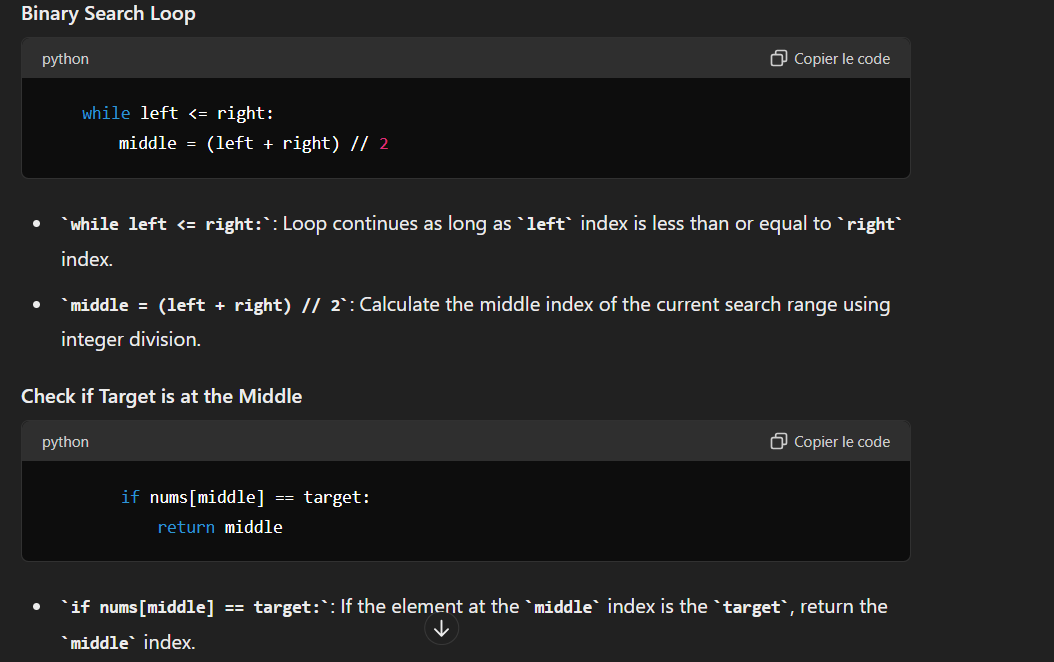 Binary Search Loop
python
Copier le code
while left <= right:
middle = (left + right) // 2
• `while left <= right:`: Loop continues as long as `left` index is less than or equal to `right`
index.
• `middle = (left + right) // 2`: Calculate the middle index of the current search range using
integer division.
Check if Target is at the Middle
python
Copier le code
if nums[middle] == target:
return middle
• `if nums[middle] == target:`: If the element at the `middle` index is the `target`, return the
`middle` index.